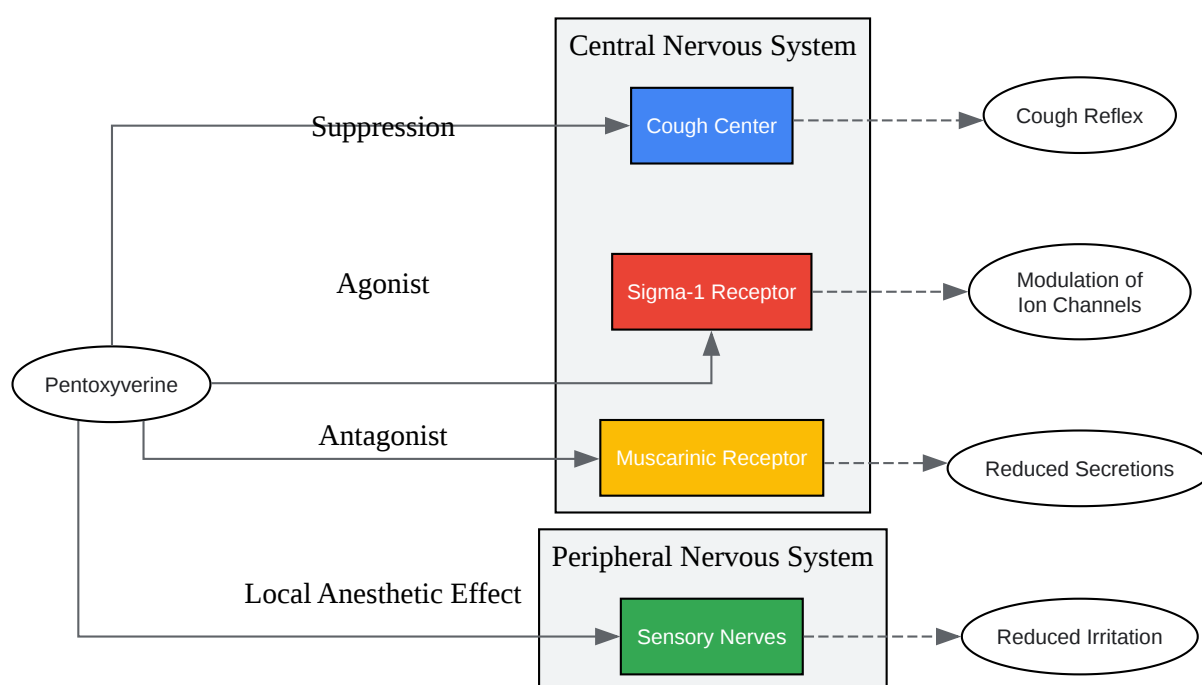 Central Nervous System
Suppression
Cough Center
Cough Reflex
Agonist
Sigma-1 Receptor
Modulation of
Ion Channels
Pentoxyverine
Antagonist
Muscarinic Receptor
Reduced Secretions
Peripheral Nervous System
Local Anesthetic Effect
Sensory Nerves
Reduced Irritation